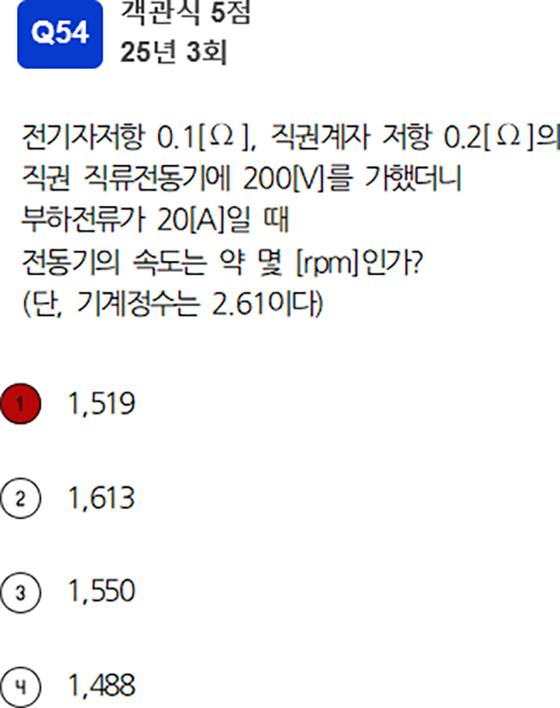 Q54
객관식 5점
25년 3회
전기자저항 0.1[Ω], 직권계자 저항 0.2[Ω]의
직권 직류전동기에 200[V]를 가했더니
부하전류가 20[A]일 때
전동기의 속도는 약 몇 [rpm]인가?
(단, 기계정수는 2.61이다)
1 1,519
2 1,613
3 1,550
4 1,488